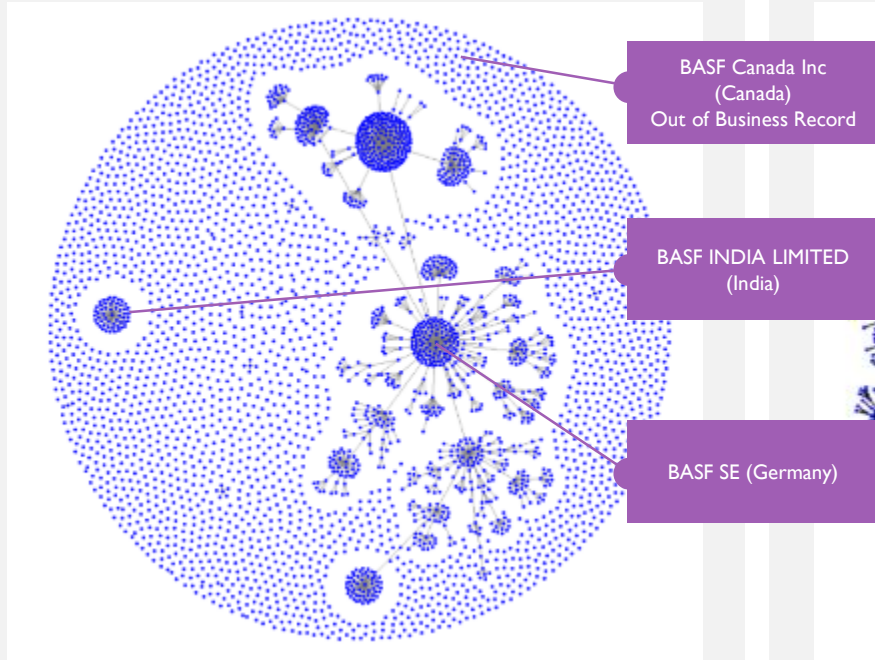 BASF Canada Inc
(Canada)
Out of Business Record
BASF INDIA LIMITED
(India)
BASF SE (Germany)